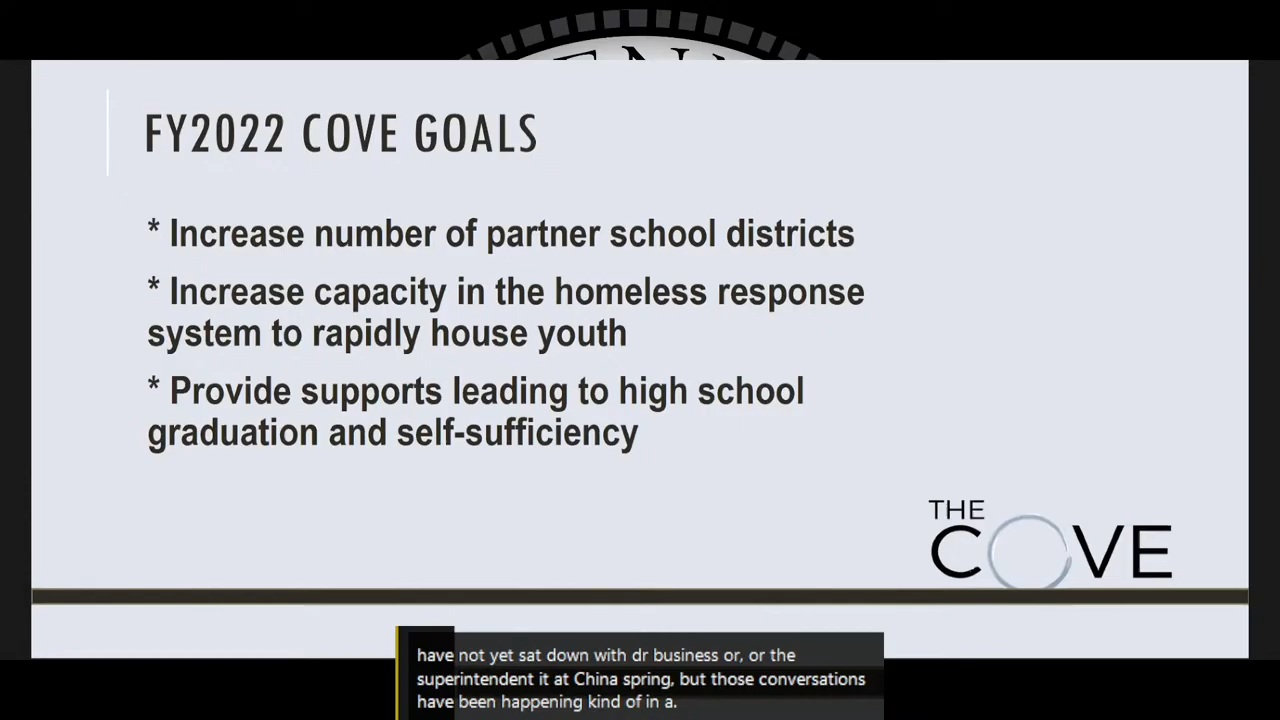 FY2022 COVE GOALS
* Increase number of partner school districts
* Increase capacity in the homeless response
system to rapidly house youth
* Provide supports leading to high school
graduation and self-sufficiency
THE
COVE
have not yet sat down with dr business or, or the
superintendent it at China spring, but those conversations
have been happening kind of in a.